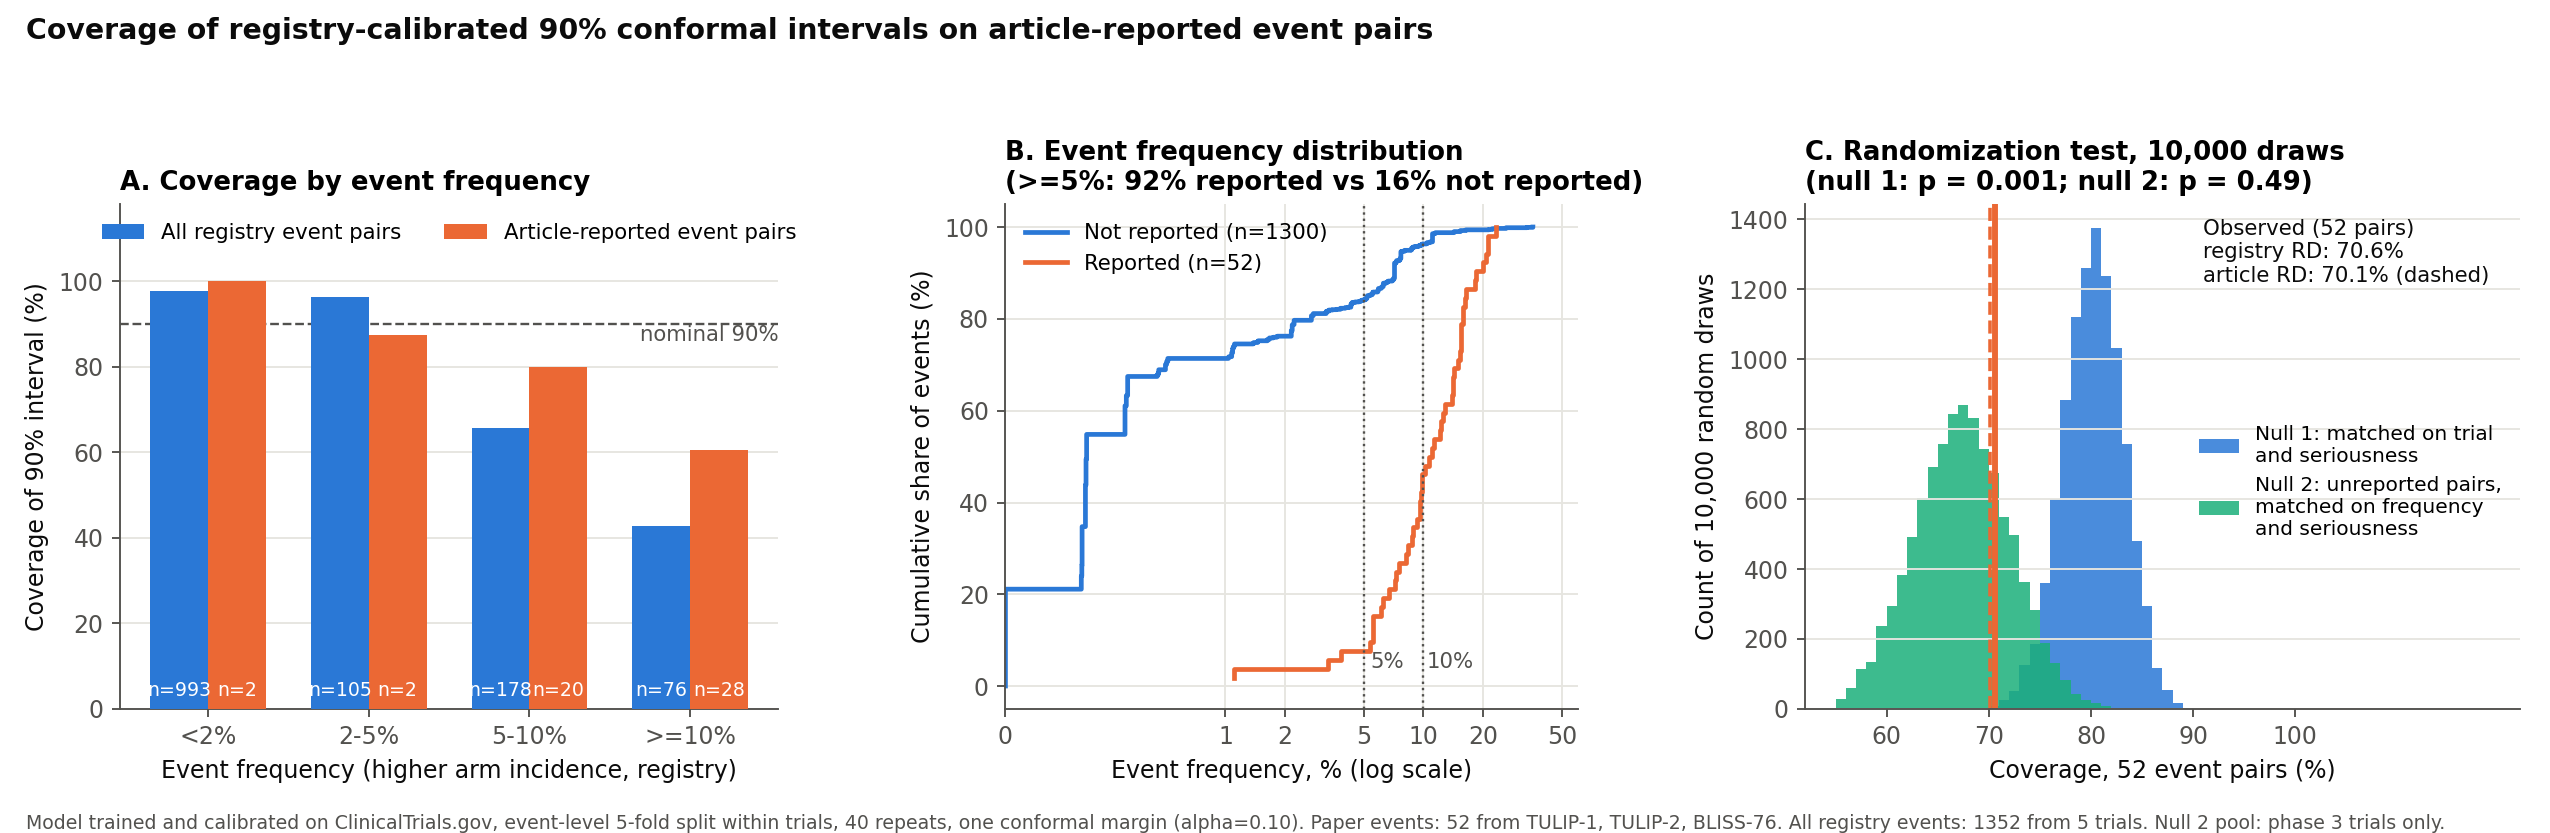 Coverage of registry-calibrated 90% conformal intervals on article-reported event pairs
A. Coverage by event frequency
All registry event pairs
Article-reported event pairs
nominal 90%
Coverage of 90% interval (%)
100
80
60
40
20
0
n=993
n=2
n=105
n=2
n=178
n=20
n=76
n=28
<2%
2-5%
5-10%
>=10%
Event frequency (higher arm incidence, registry)
B. Event frequency distribution
(>=5%: 92% reported vs 16% not reported)
Not reported (n=1300)
Reported (n=52)
Cumulative share of events (%)
100
80
60
40
20
0
5%
10%
0
1
2
5
10
20
50
Event frequency, % (log scale)
C. Randomization test, 10,000 draws
(null 1: p = 0.001; null 2: p = 0.49)
Observed (52 pairs)
registry RD: 70.6%
article RD: 70.1% (dashed)
Null 1: matched on trial
and seriousness
Null 2: unreported pairs,
matched on frequency
and seriousness
Count of 10,000 random draws
1400
1200
1000
800
600
400
200
0
60
70
80
90
100
Coverage, 52 event pairs (%)
Model trained and calibrated on ClinicalTrials.gov, event-level 5-fold split within trials, 40 repeats, one conformal margin (alpha=0.10). Paper events: 52 from TULIP-1, TULIP-2, BLISS-76. All registry events: 1352 from 5 trials. Null 2 pool: phase 3 trials only.